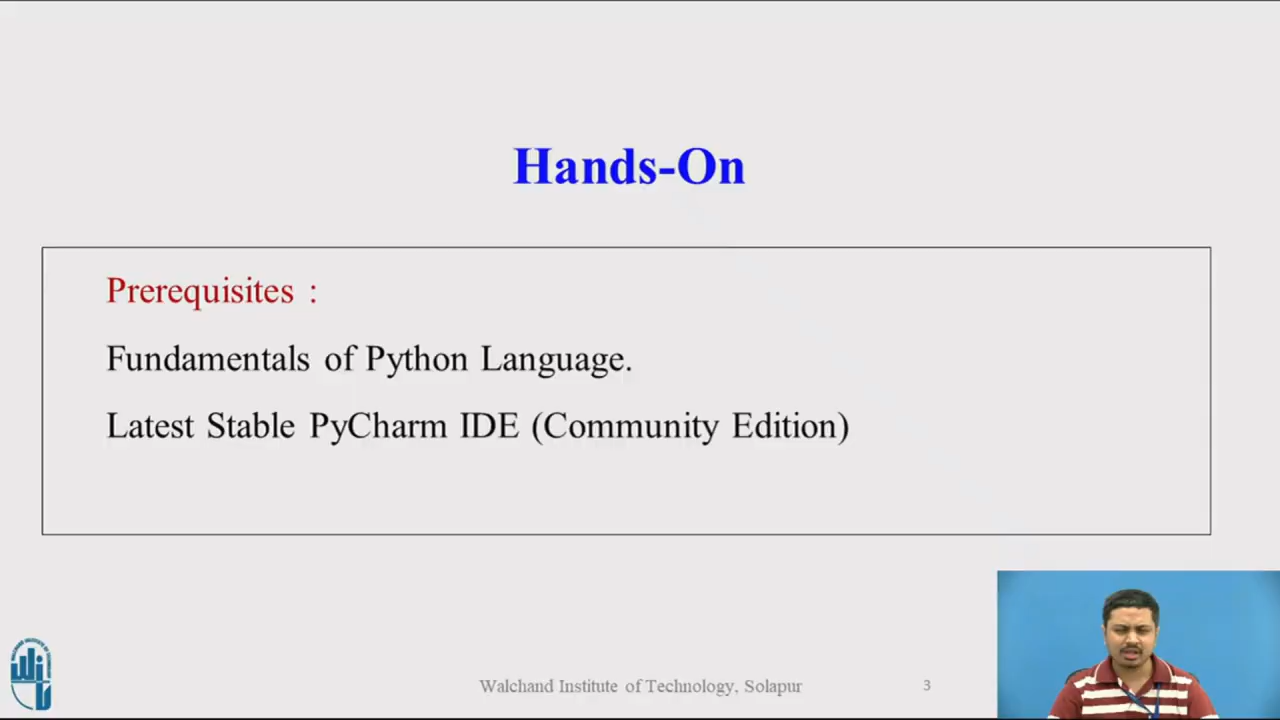 Hands-On
Prerequisites :
Fundamentals of Python Language.
Latest Stable PyCharm IDE (Community Edition)
Walchand Institute of Technology, Solapur
3